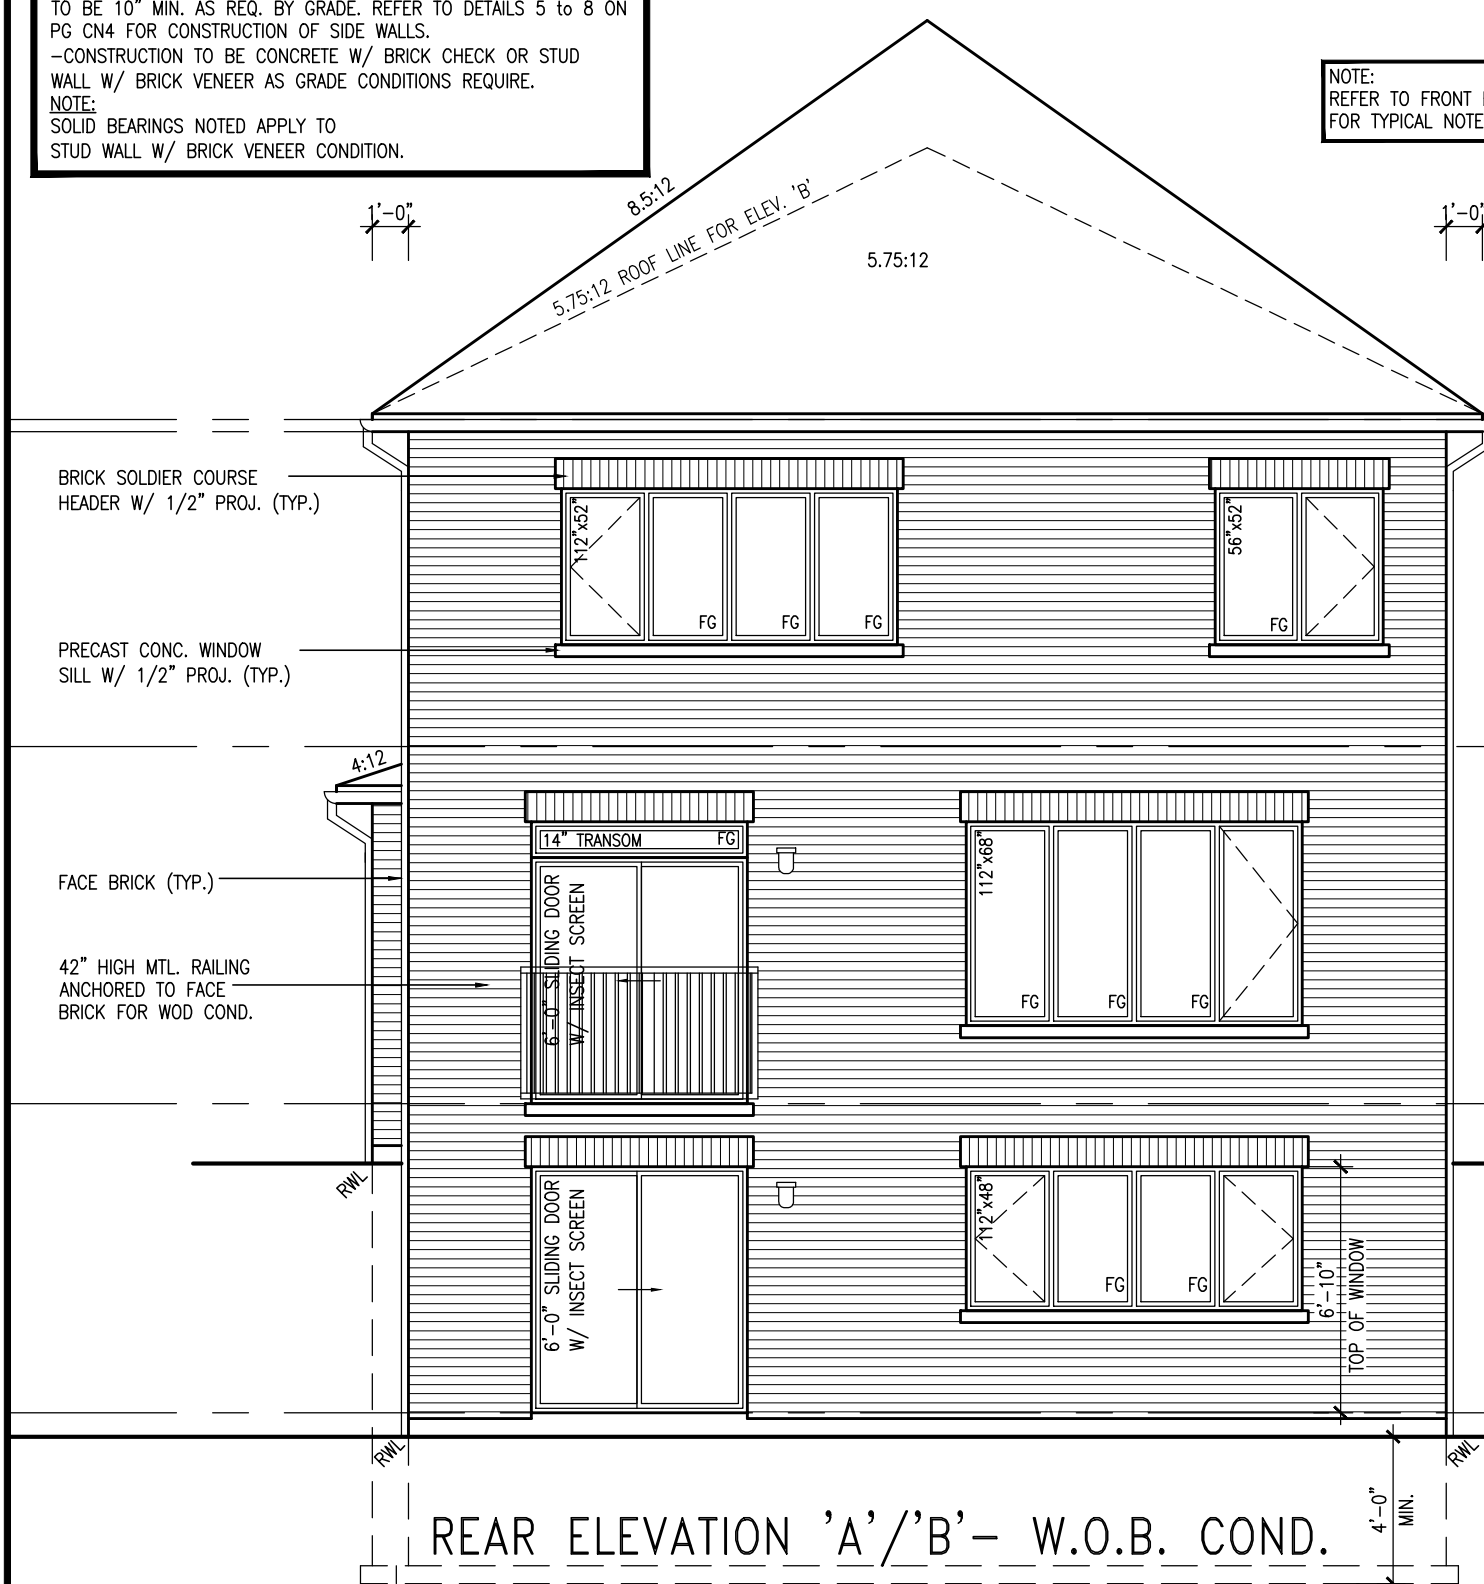 TO BE 10" MIN. AS REQ. BY GRADE. REFER TO DETAILS 5 to 8 ON
PG CN4 FOR CONSTRUCTION OF SIDE WALLS.
-CONSTRUCTION TO BE CONCRETE W/ BRICK CHECK OR STUD
WALL W/ BRICK VENEER AS GRADE CONDITIONS REQUIRE.
NOTE:
SOLID BEARINGS NOTED APPLY TO
STUD WALL W/ BRICK VENEER CONDITION.
NOTE:
REFER TO FRONT
FOR TYPICAL NOTE
1'-0"
8.5:12
5.75:12 ROOF LINE FOR ELEV. 'B'
5.75:12
1'-0"
BRICK SOLDIER COURSE
HEADER W/ 1/2" PROJ. (TYP.)
112"x52"
FG
FG
FG
56"x52"
FG
PRECAST CONC. WINDOW
SILL W/ 1/2" PROJ. (TYP.)
4:12
14" TRANSOM
FG
6'-0" SLIDING DOOR
W/ INSECT SCREEN
112"x68"
FG
FG
FG
FACE BRICK (TYP.)
42" HIGH MTL. RAILING
ANCHORED TO FACE
BRICK FOR WOD COND.
RWL
6'-0" SLIDING DOOR
W/ INSECT SCREEN
112"x48"
FG
FG
6'-10"
TOP OF WINDOW
RWL
RWL
4'-0"
MIN.
REAR ELEVATION 'A'/'B'- W.O.B. COND.